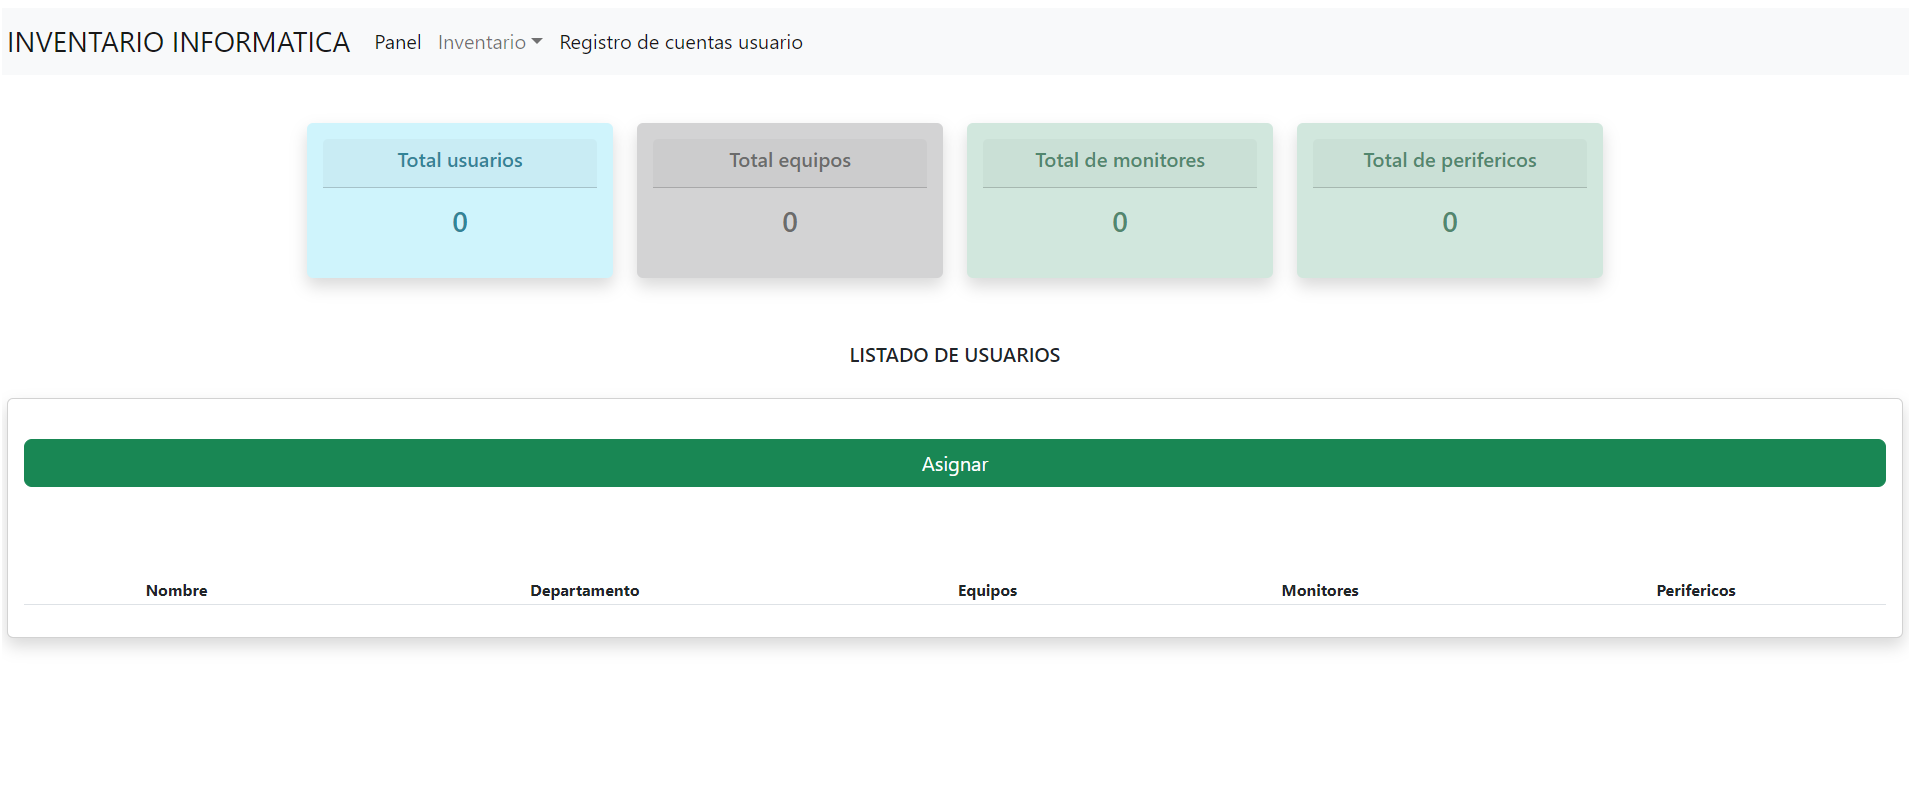 INVENTARIO INFORMATICA Panel Inventario Registro de cuentas usuario
Total usuarios Total equipos Total de monitores Total de perifericos
0 0 0 0
LISTADO DE USUARIOS
Asignar
Nombre Departamento Equipos Monitores Perifericos